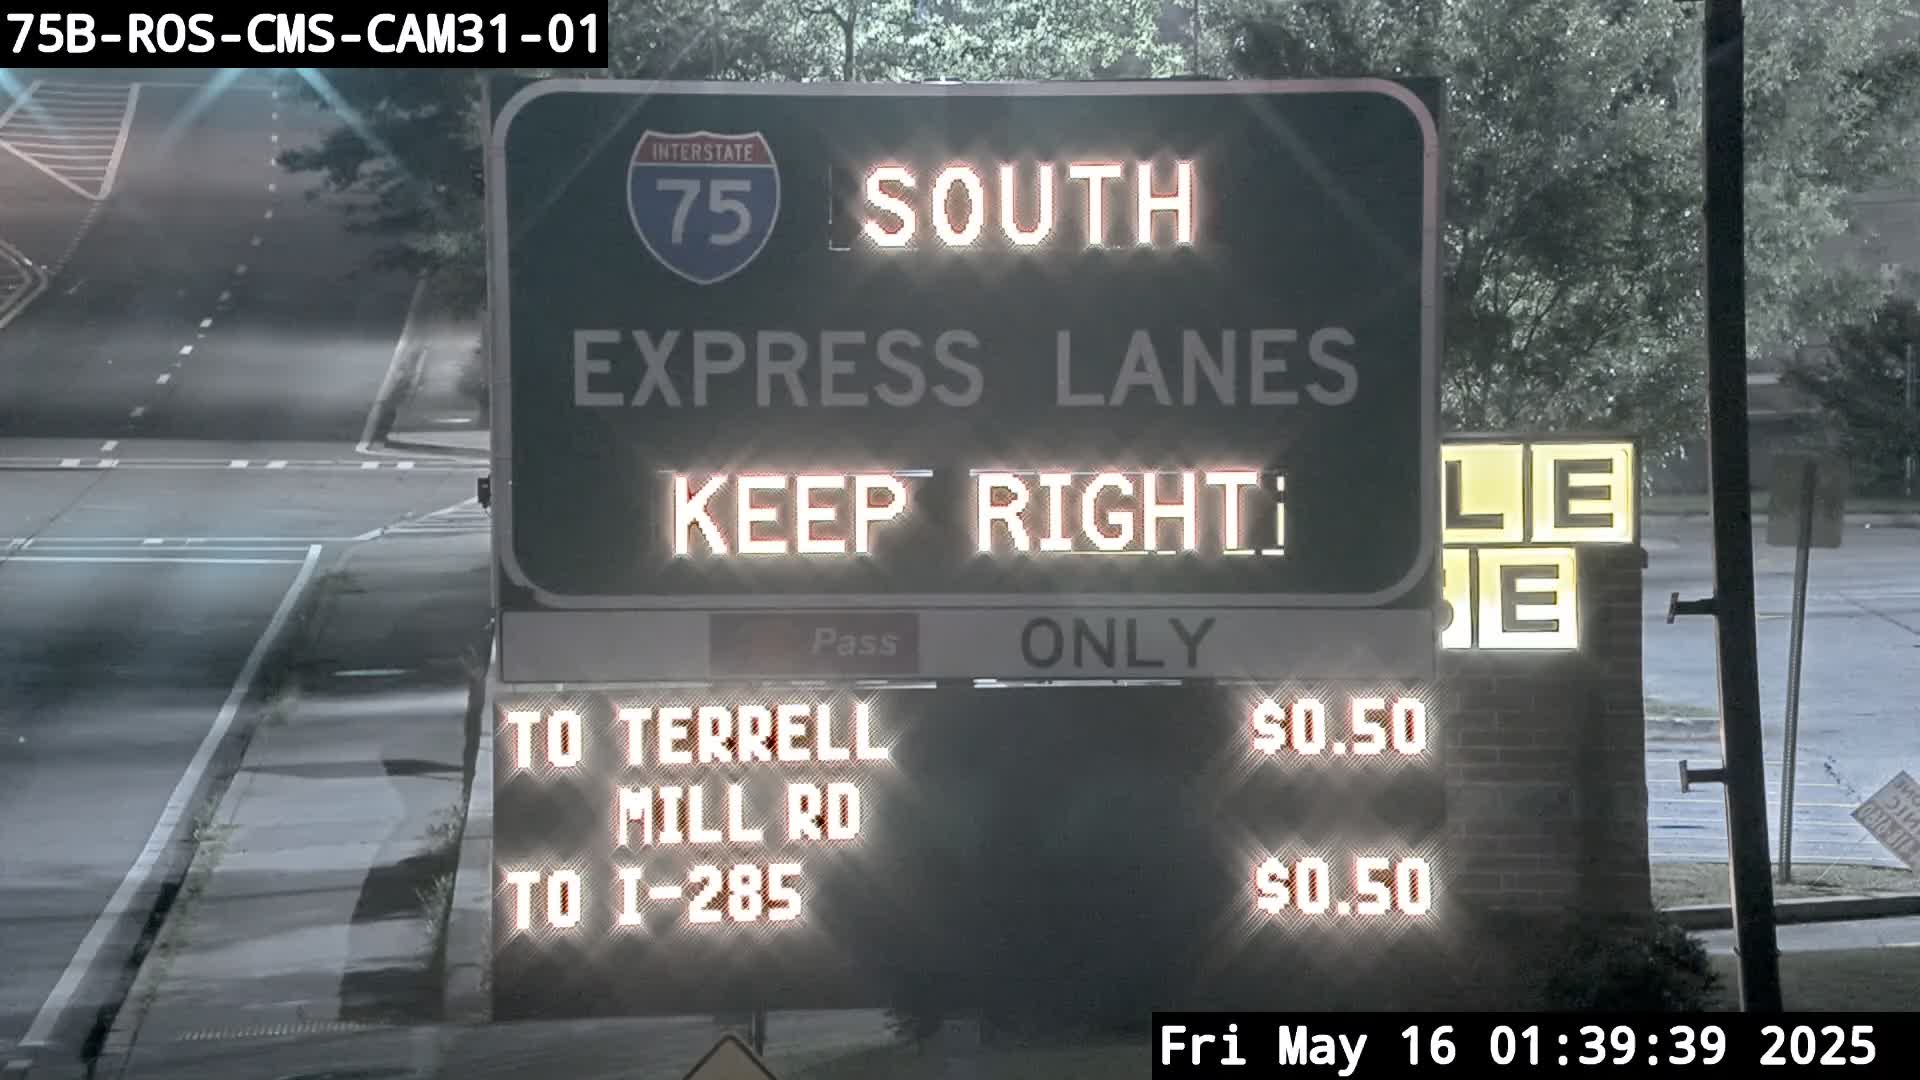 75B-ROS-CMS-CAM31-01
INTERSTATE
75
SOUTH
EXPRESS LANES
KEEP RIGHT
Pass ONLY
TO TERRELL $0.50
MILL RD
TO I-285 $0.50
LE
E
Fri May 16 01:39:39 2025